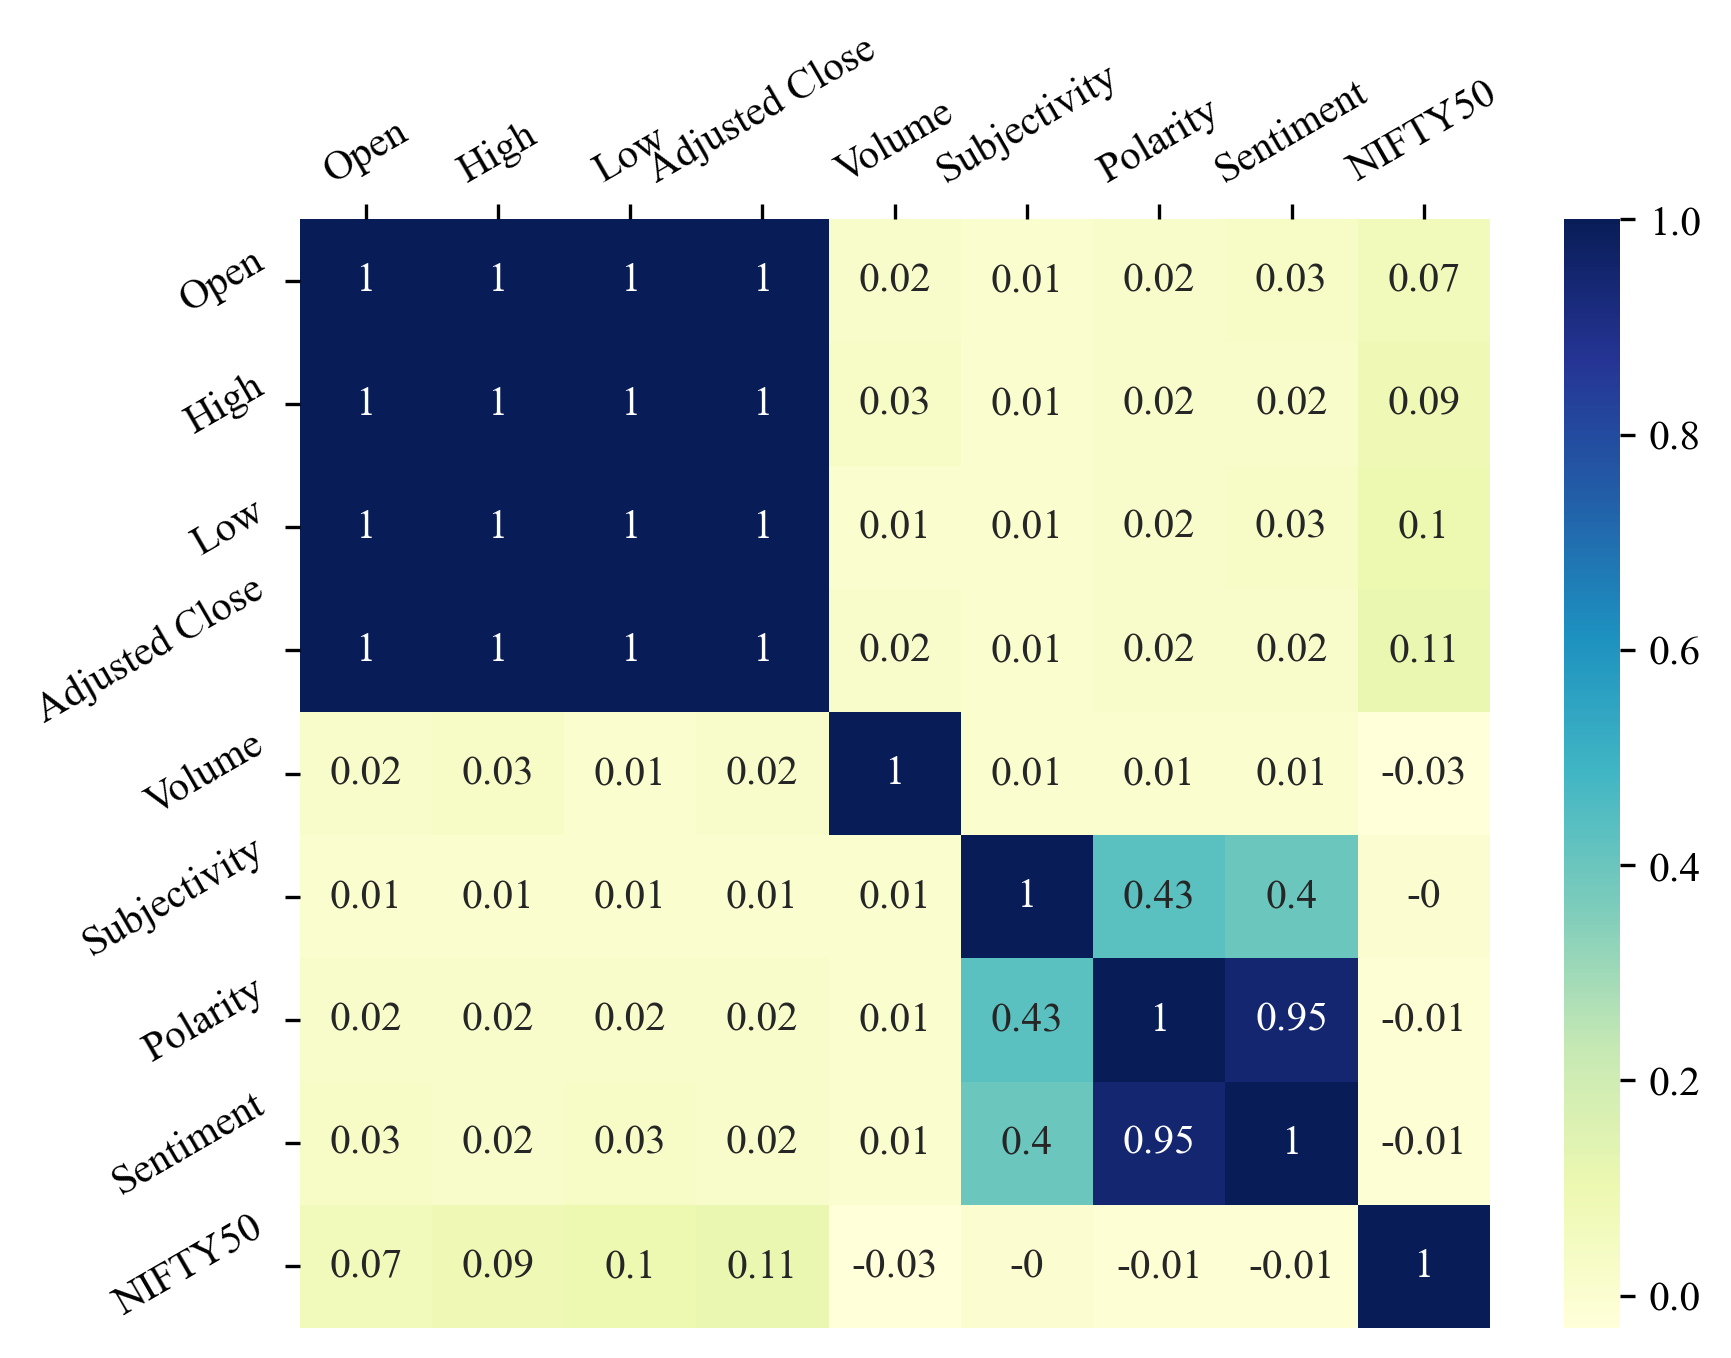 Open High Low Adjusted Close Volume Subjectivity Polarity Sentiment NIFTY50
Open 1 1 1 1 0.02 0.01 0.02 0.03 0.07
High 1 1 1 1 0.03 0.01 0.02 0.02 0.09
Low 1 1 1 1 0.01 0.01 0.02 0.03 0.1
Adjusted Close 1 1 1 1 0.02 0.01 0.02 0.02 0.11
Volume 0.02 0.03 0.01 0.02 1 0.01 0.01 0.01 -0.03
Subjectivity 0.01 0.01 0.01 0.01 0.01 1 0.43 0.4 -0
Polarity 0.02 0.02 0.02 0.02 0.01 0.43 1 0.95 -0.01
Sentiment 0.03 0.02 0.03 0.02 0.01 0.4 0.95 1 -0.01
NIFTY50 0.07 0.09 0.1 0.11 -0.03 -0 -0.01 -0.01 1
1.0
0.8
0.6
0.4
0.2
0.0